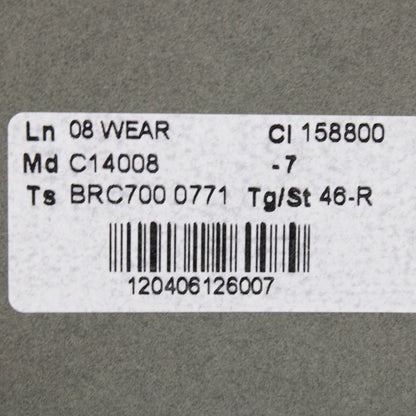 Ln 08 WEAR Cl 158800
Md C14008 -7
Ts BRC700 0771 Tg/St 46-R
120406126007